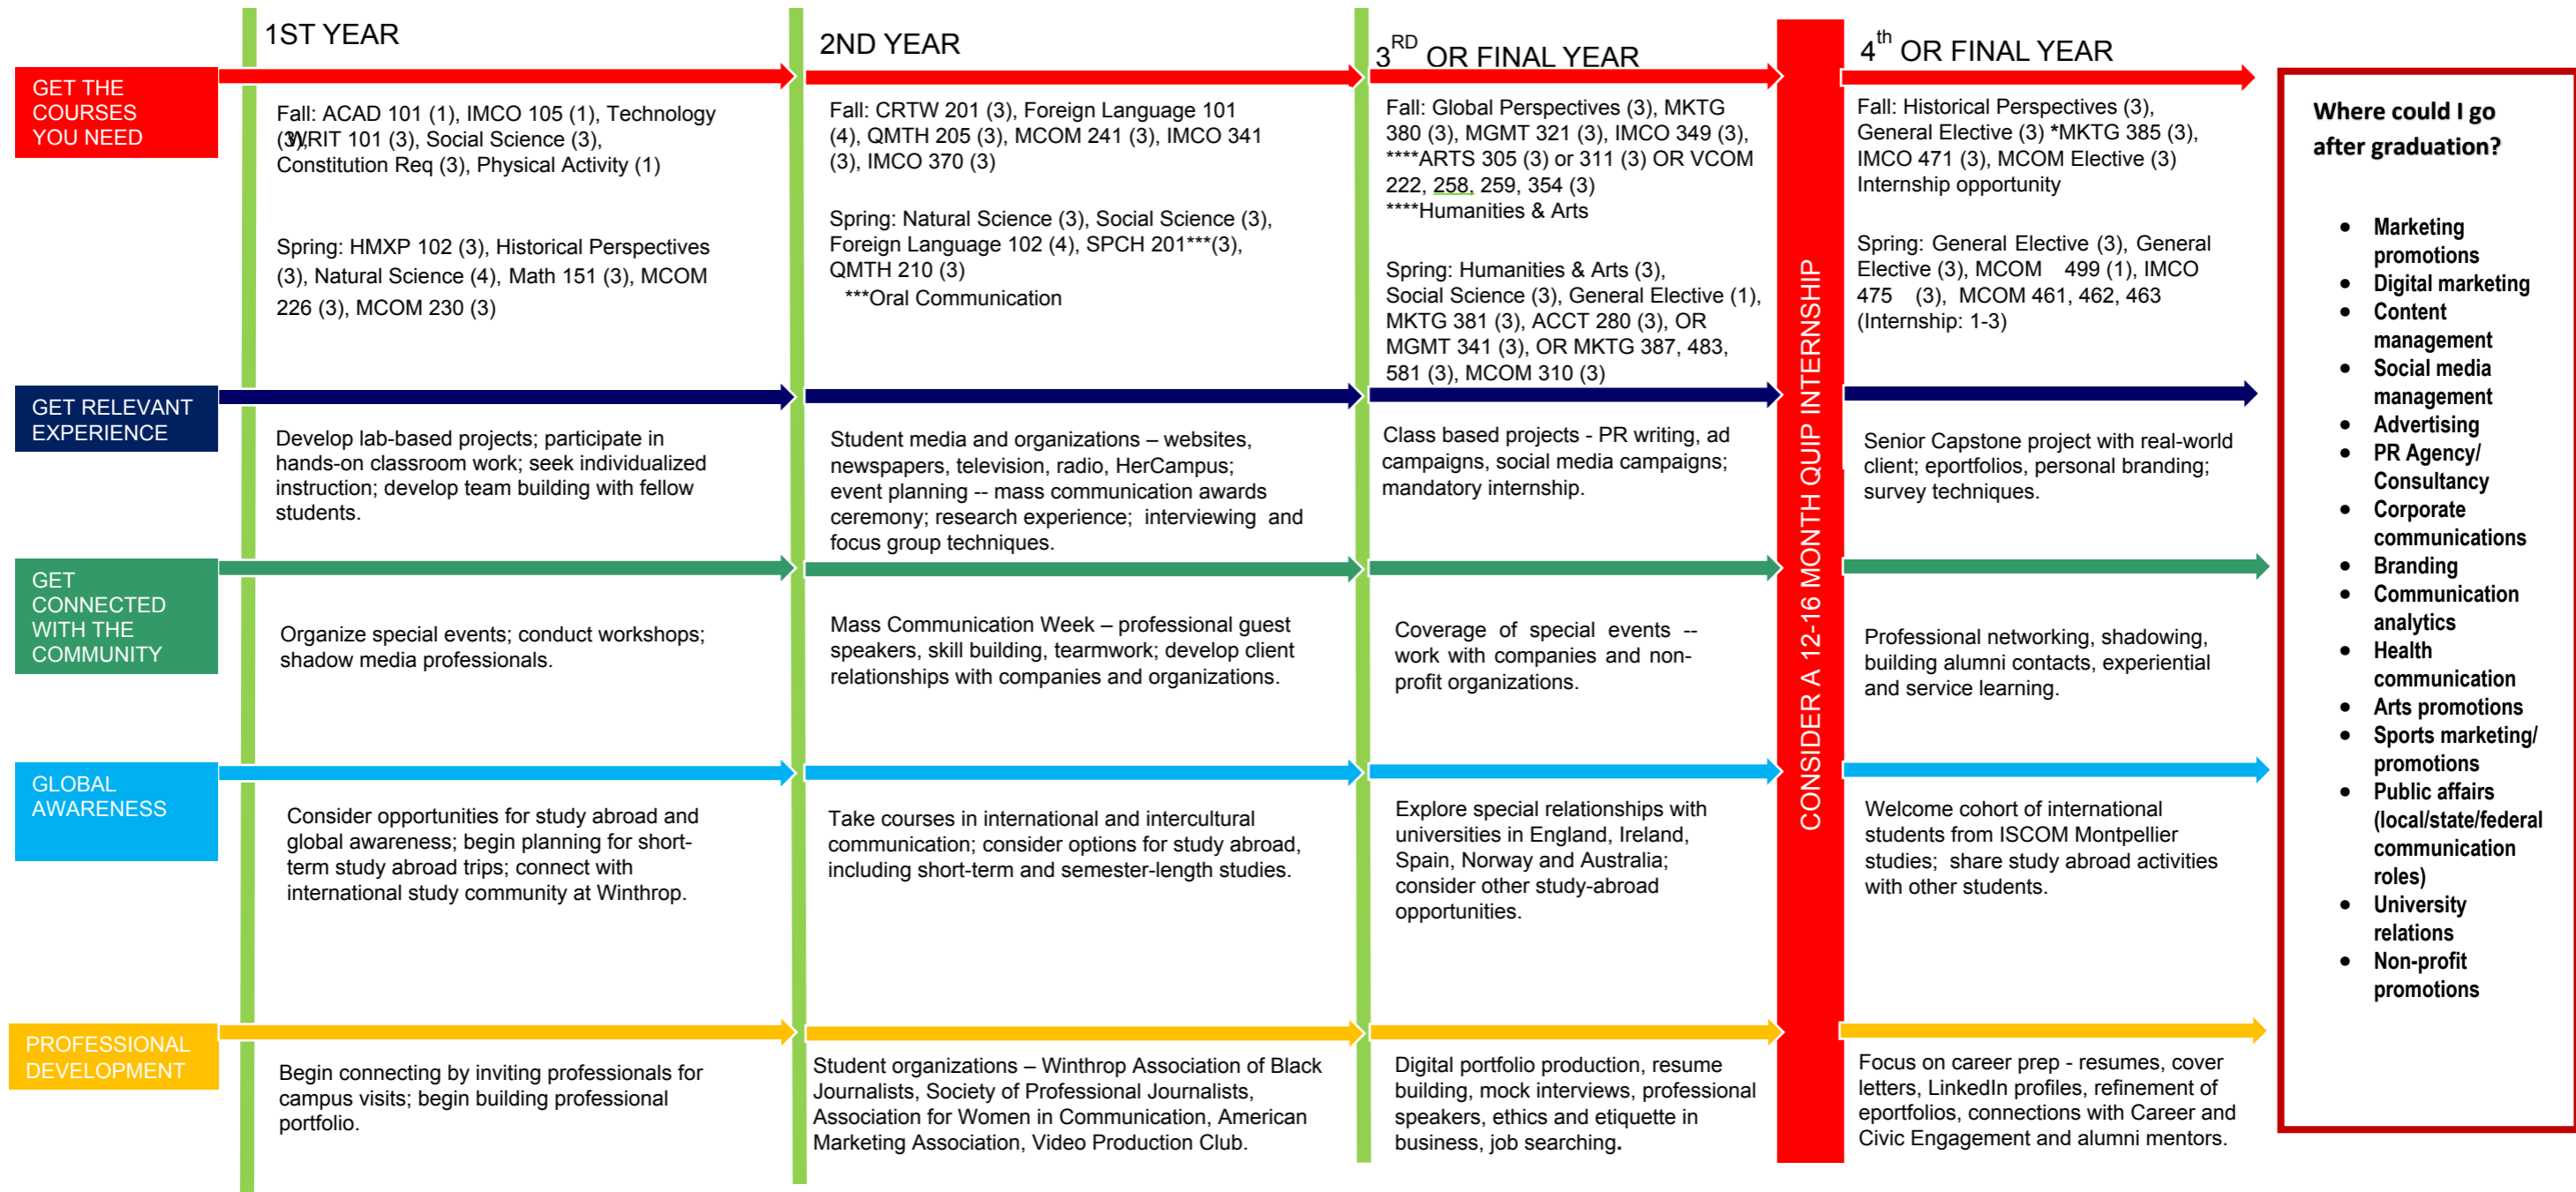 1ST YEAR
2ND YEAR
3RD OR FINAL YEAR
4th OR FINAL YEAR
GET THE
COURSES
YOU NEED
Fall: ACAD 101 (1), IMCO 105 (1), Technology
(3), WRIT 101 (3), Social Science (3),
Constitution Req (3), Physical Activity (1)
Spring: HMXP 102 (3), Historical Perspectives
(3), Natural Science (4), Math 151 (3), MCOM
226 (3), MCOM 230 (3)
Fall: CRTW 201 (3), Foreign Language 101
(4), QMTH 205 (3), MCOM 241 (3), IMCO 341
(3), IMCO 370 (3)
Spring: Natural Science (3), Social Science (3),
Foreign Language 102 (4), SPCH 201***(3),
QMTH 210 (3)
***Oral Communication
Fall: Global Perspectives (3), MKTG
380 (3), MGMT 321 (3), IMCO 349 (3),
****ARTS 305 (3) or 311 (3) OR VCOM
222, 258, 259, 354 (3)
****Humanities & Arts
Spring: Humanities & Arts (3),
Social Science (3), General Elective (1),
MKTG 381 (3), ACCT 280 (3), OR
MGMT 341 (3), OR MKTG 387, 483,
581 (3), MCOM 310 (3)
Fall: Historical Perspectives (3),
General Elective (3) *MKTG 385 (3),
IMCO 471 (3), MCOM Elective (3)
Internship opportunity
Spring: General Elective (3), General
Elective (3), MCOM 499 (1), IMCO
475 (3), MCOM 461, 462, 463
(Internship: 1-3)
GET RELEVANT
EXPERIENCE
Develop lab-based projects; participate in
hands-on classroom work; seek individualized
instruction; develop team building with fellow
students.
Student media and organizations – websites,
newspapers, television, radio, HerCampus;
event planning -- mass communication awards
ceremony; research experience; interviewing and
focus group techniques.
Class based projects - PR writing, ad
campaigns, social media campaigns;
mandatory internship.
Senior Capstone project with real-world
client; eportfolios, personal branding;
survey techniques.
GET
CONNECTED
WITH THE
COMMUNITY
Organize special events; conduct workshops;
shadow media professionals.
Mass Communication Week – professional guest
speakers, skill building, tearmwork; develop client
relationships with companies and organizations.
Coverage of special events --
work with companies and non-
profit organizations.
Professional networking, shadowing,
building alumni contacts, experiential
and service learning.
GLOBAL
AWARENESS
Consider opportunities for study abroad and
global awareness; begin planning for short-
term study abroad trips; connect with
international study community at Winthrop.
Take courses in international and intercultural
communication; consider options for study abroad,
including short-term and semester-length studies.
Explore special relationships with
universities in England, Ireland,
Spain, Norway and Australia;
consider other study-abroad
opportunities.
Welcome cohort of international
students from ISCOM Montpellier
studies; share study abroad activities
with other students.
PROFESSIONAL
DEVELOPMENT
Begin connecting by inviting professionals for
campus visits; begin building professional
portfolio.
Student organizations – Winthrop Association of Black
Journalists, Society of Professional Journalists,
Association for Women in Communication, American
Marketing Association, Video Production Club.
Digital portfolio production, resume
building, mock interviews, professional
speakers, ethics and etiquette in
business, job searching.
Focus on career prep - resumes, cover
letters, LinkedIn profiles, refinement of
eportfolios, connections with Career and
Civic Engagement and alumni mentors.
CONSIDER A 12-16 MONTH QUIP INTERNSHIP
Where could I go
after graduation?
• Marketing
promotions
• Digital marketing
• Content
management
• Social media
management
• Advertising
• PR Agency/
Consultancy
• Corporate
communications
• Branding
• Communication
analytics
• Health
communication
• Arts promotions
• Sports marketing/
promotions
• Public affairs
(local/state/federal
communication
roles)
• University
relations
• Non-profit
promotions